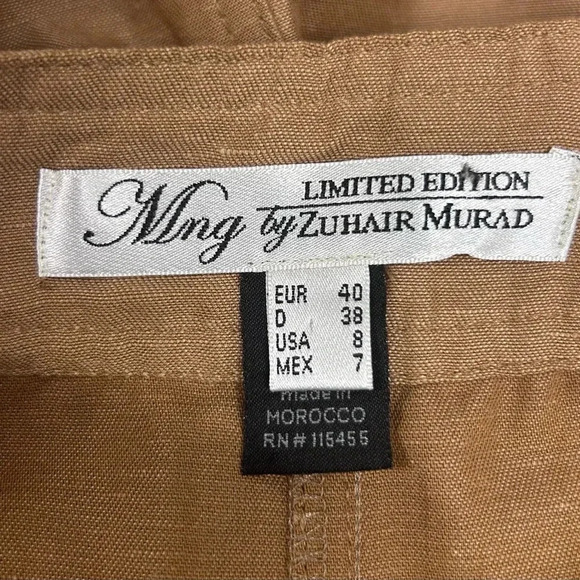 Mng by LIMITED EDITION
ZUHAIR MURAD
EUR 40
D 38
USA 8
MEX 7
made in
MOROCCO
RN# 115455